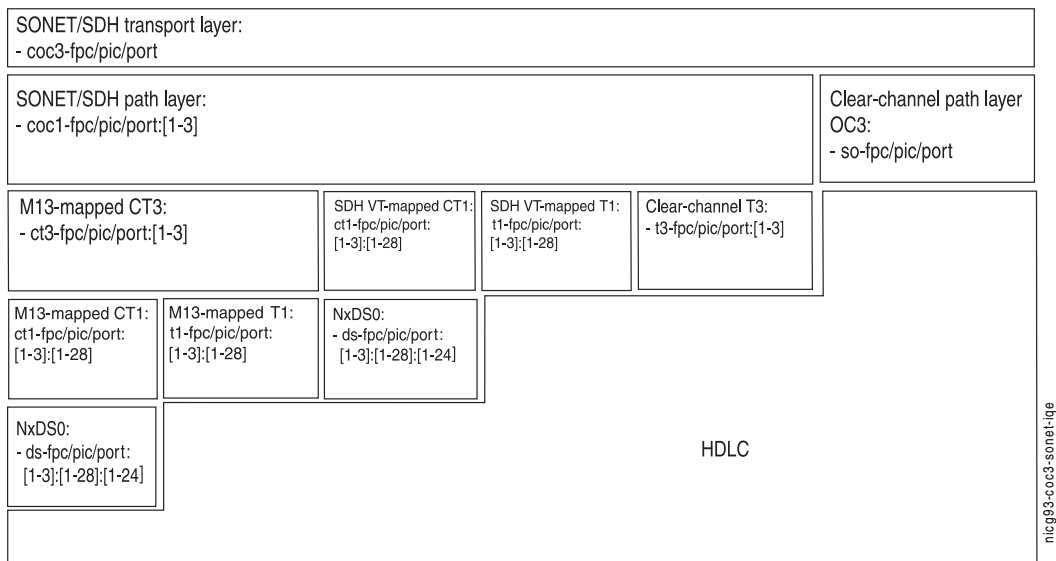 SONET/SDH transport layer:
- coc3-fpc/pic/port
SONET/SDH path layer:
- coc1-fpc/pic/port:[1-3]
Clear-channel path layer
OC3:
- so-fpc/pic/port
M13-mapped CT3:
- ct3-fpc/pic/port:[1-3]
SDH VT-mapped CT1:
ct1-fpc/pic/port:
[1-3]:[1-28]
SDH VT-mapped T1:
t1-fpc/pic/port:
[1-3]:[1-28]
Clear-channel T3:
- t3-fpc/pic/port:[1-3]
M13-mapped CT1:
ct1-fpc/pic/port:
[1-3]:[1-28]
M13-mapped T1:
t1-fpc/pic/port:
[1-3]:[1-28]
NxDS0:
- ds-fpc/pic/port:
[1-3]:[1-28]:[1-24]
NxDS0:
- ds-fpc/pic/port:
[1-3]:[1-28]:[1-24]
HDLC
nicg93-coc3-sonet-iqe